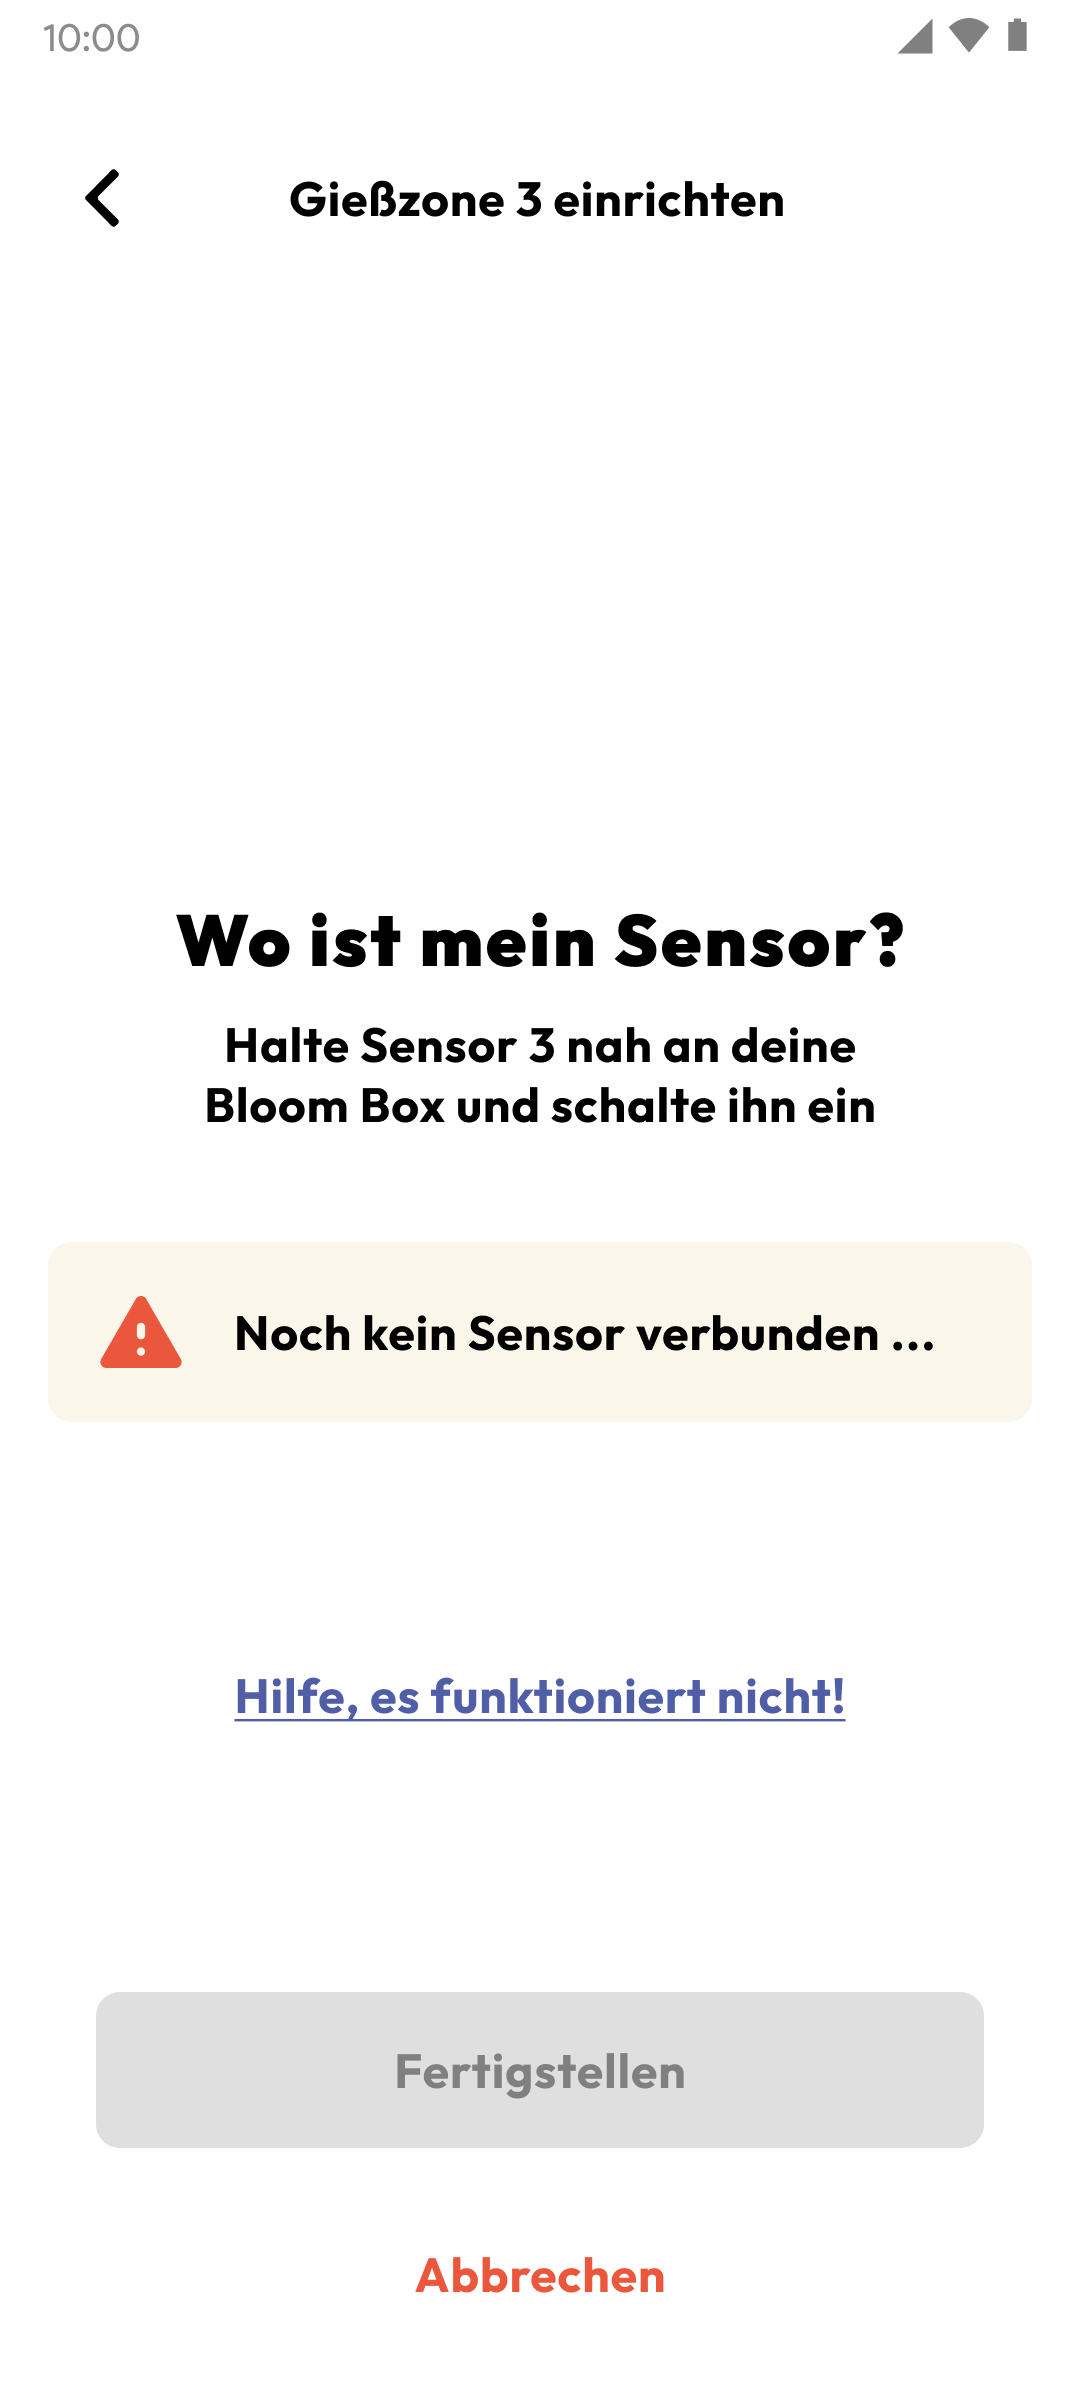 10:00
Gießzone 3 einrichten
Wo ist mein Sensor?
Halte Sensor 3 nah an deine
Bloom Box und schalte ihn ein
Noch kein Sensor verbunden ...
Hilfe, es funktioniert nicht!
Fertigstellen
Abbrechen